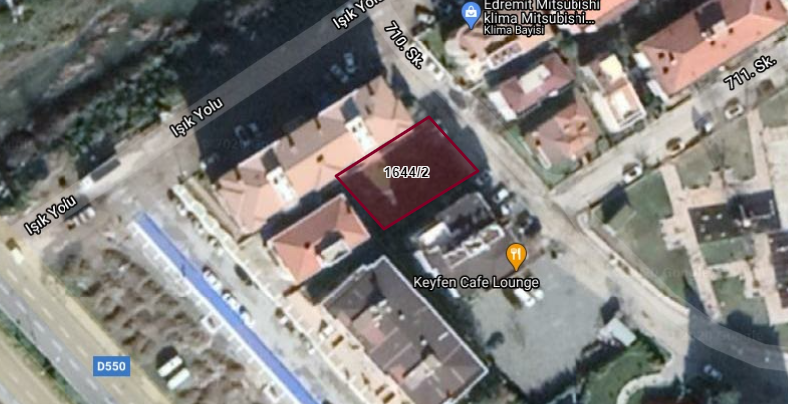 Edremit Mitsubishi
klima Mitsubishi...
Klima Bayisi
Işık Yolu
710. Sk.
711. Sk.
Işık Yolu
1644/2
Işık Yolu
Keyfen Cafe Lounge
D550